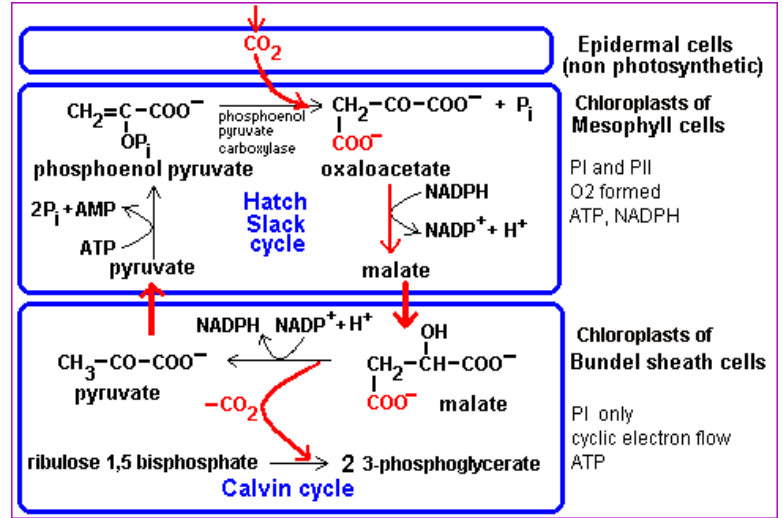 CO2
Epidermal cells
(non photosynthetic)
CH2=C-COO⁻
OPi
phosphoenol pyruvate
phosphoenol
pyruvate
carboxylase
CH2-CO-COO⁻ + Pi
COO⁻
oxaloacetate
Chloroplasts of
Mesophyll cells
PI and PII
O2 formed
ATP, NADPH
Hatch
Slack
cycle
2Pi+AMP
ATP
pyruvate
NADPH
NADP⁺+ H⁺
malate
NADPH
NADP⁺+H⁺
CH3-CO-COO⁻
pyruvate
OH
CH2-CH-COO⁻
COO⁻
malate
Chloroplasts of
Bundel sheath cells
PI only
cyclic electron flow
ATP
-CO2
ribulose 1,5 bisphosphate
2 3-phosphoglycerate
Calvin cycle